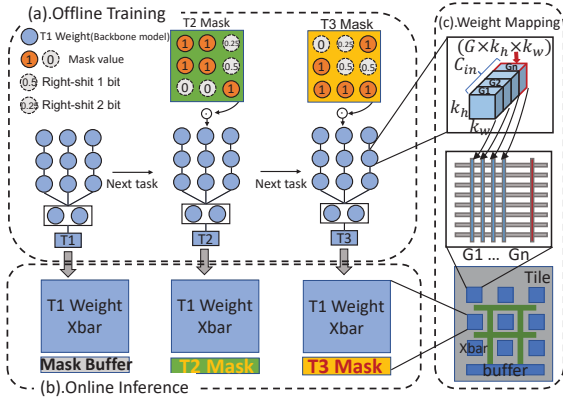 (a).Offline Training
T1 Weight(Backbone model)
1 0 Mask value
0.5 Right-shit 1 bit
0.25 Right-shit 2 bit
T2 Mask
1 1 0.25
1 1 0.5
0 0 1
T3 Mask
0 0.25 1
1 0.5 0.5
1 1 1
Next task
Next task
T1
T2
T3
T1 Weight
Xbar
Mask Buffer
T1 Weight
Xbar
T2 Mask
T1 Weight
Xbar
T3 Mask
(b).Online Inference
(c).Weight Mapping
(G×kh×kw)
Cin
Gn
G2
G1
kh
kw
G1 ... Gn
Tile
Xbar
buffer